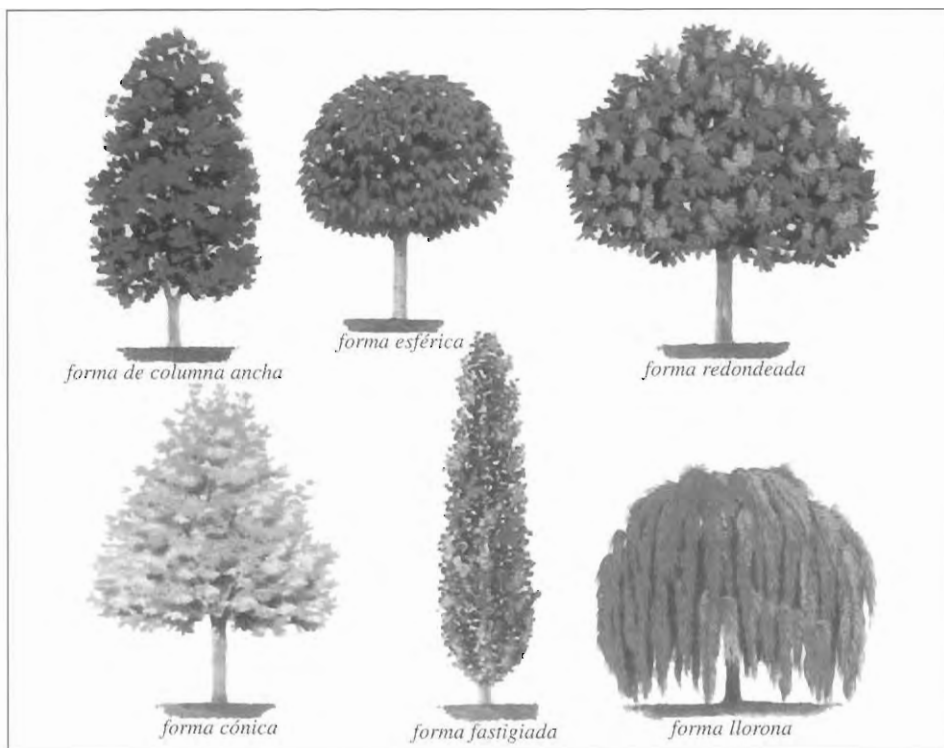 forma esférica
forma de columna ancha
forma redondeada
forma cónica
forma fastigiada
forma llorona